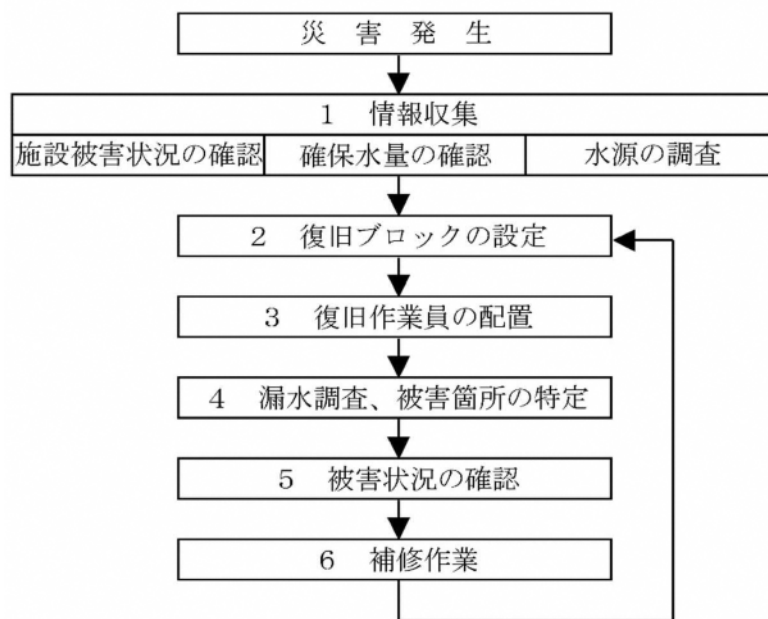 災 害 発 生
1 情報収集
施設被害状況の確認 確保水量の確認 水源の調査
2 復旧ブロックの設定
3 復旧作業員の配置
4 漏水調査、被害箇所の特定
5 被害状況の確認
6 補修作業